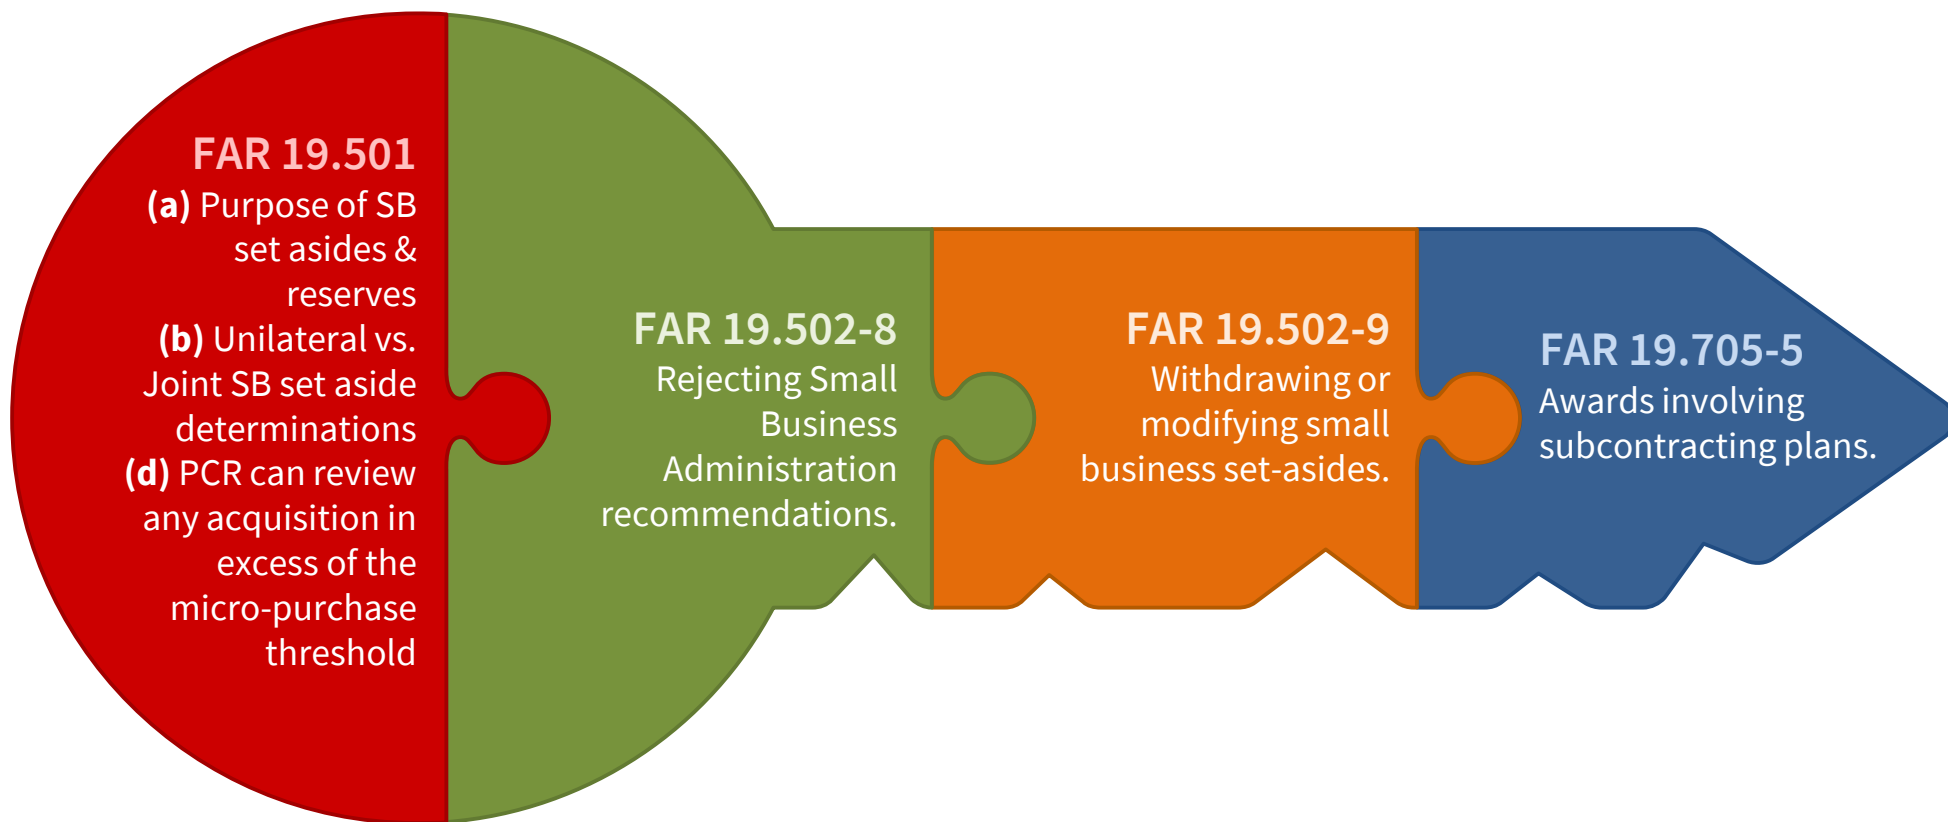 FAR 19.501
(a) Purpose of SB
set asides &
reserves
(b) Unilateral vs.
Joint SB set aside
determinations
(d) PCR can review
any acquisition in
excess of the
micro-purchase
threshold
FAR 19.502-8
Rejecting Small
Business
Administration
recommendations.
FAR 19.502-9
Withdrawing or
modifying small
business set-asides.
FAR 19.705-5
Awards involving
subcontracting plans.